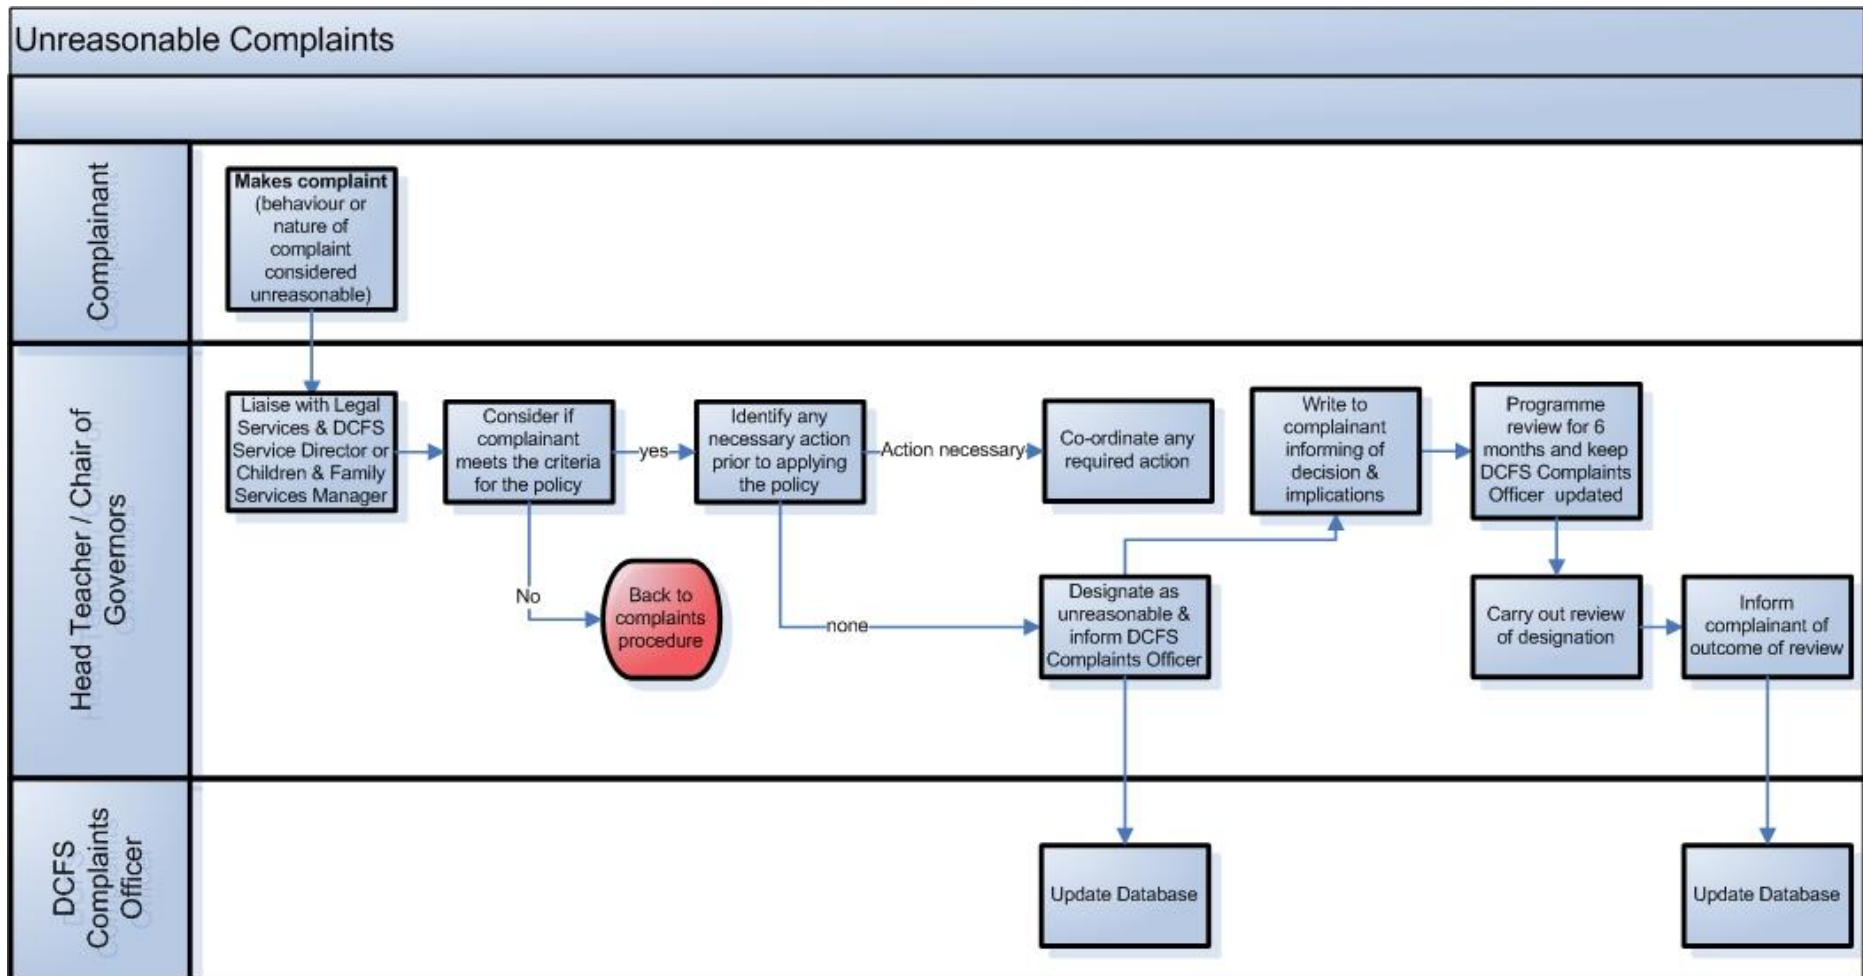 Unreasonable Complaints
Complainant
Makes complaint
(behaviour or
nature of
complaint
considered
unreasonable)
Head Teacher / Chair of
Governors
Liaise with Legal
Services & DCFS
Service Director or
Children & Family
Services Manager
Consider if
complainant
meets the criteria
for the policy
yes
Identify any
necessary action
prior to applying
the policy
Action necessary
Co-ordinate any
required action
Write to
complainant
informing of
decision &
implications
Programme
review for 6
months and keep
DCFS Complaints
Officer updated
No
Back to
complaints
procedure
none
Designate as
unreasonable &
inform DCFS
Complaints Officer
Carry out review
of designation
Inform
complainant of
outcome of review
DCFS
Complaints
Officer
Update Database
Update Database